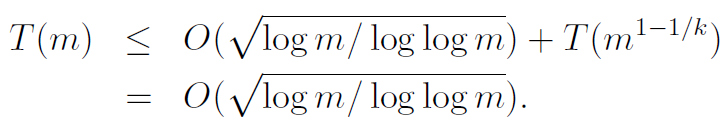 T(m) ≤ O(√(log m/ log log m)) + T(m^{1−1/k})
= O(√(log m/ log log m)).